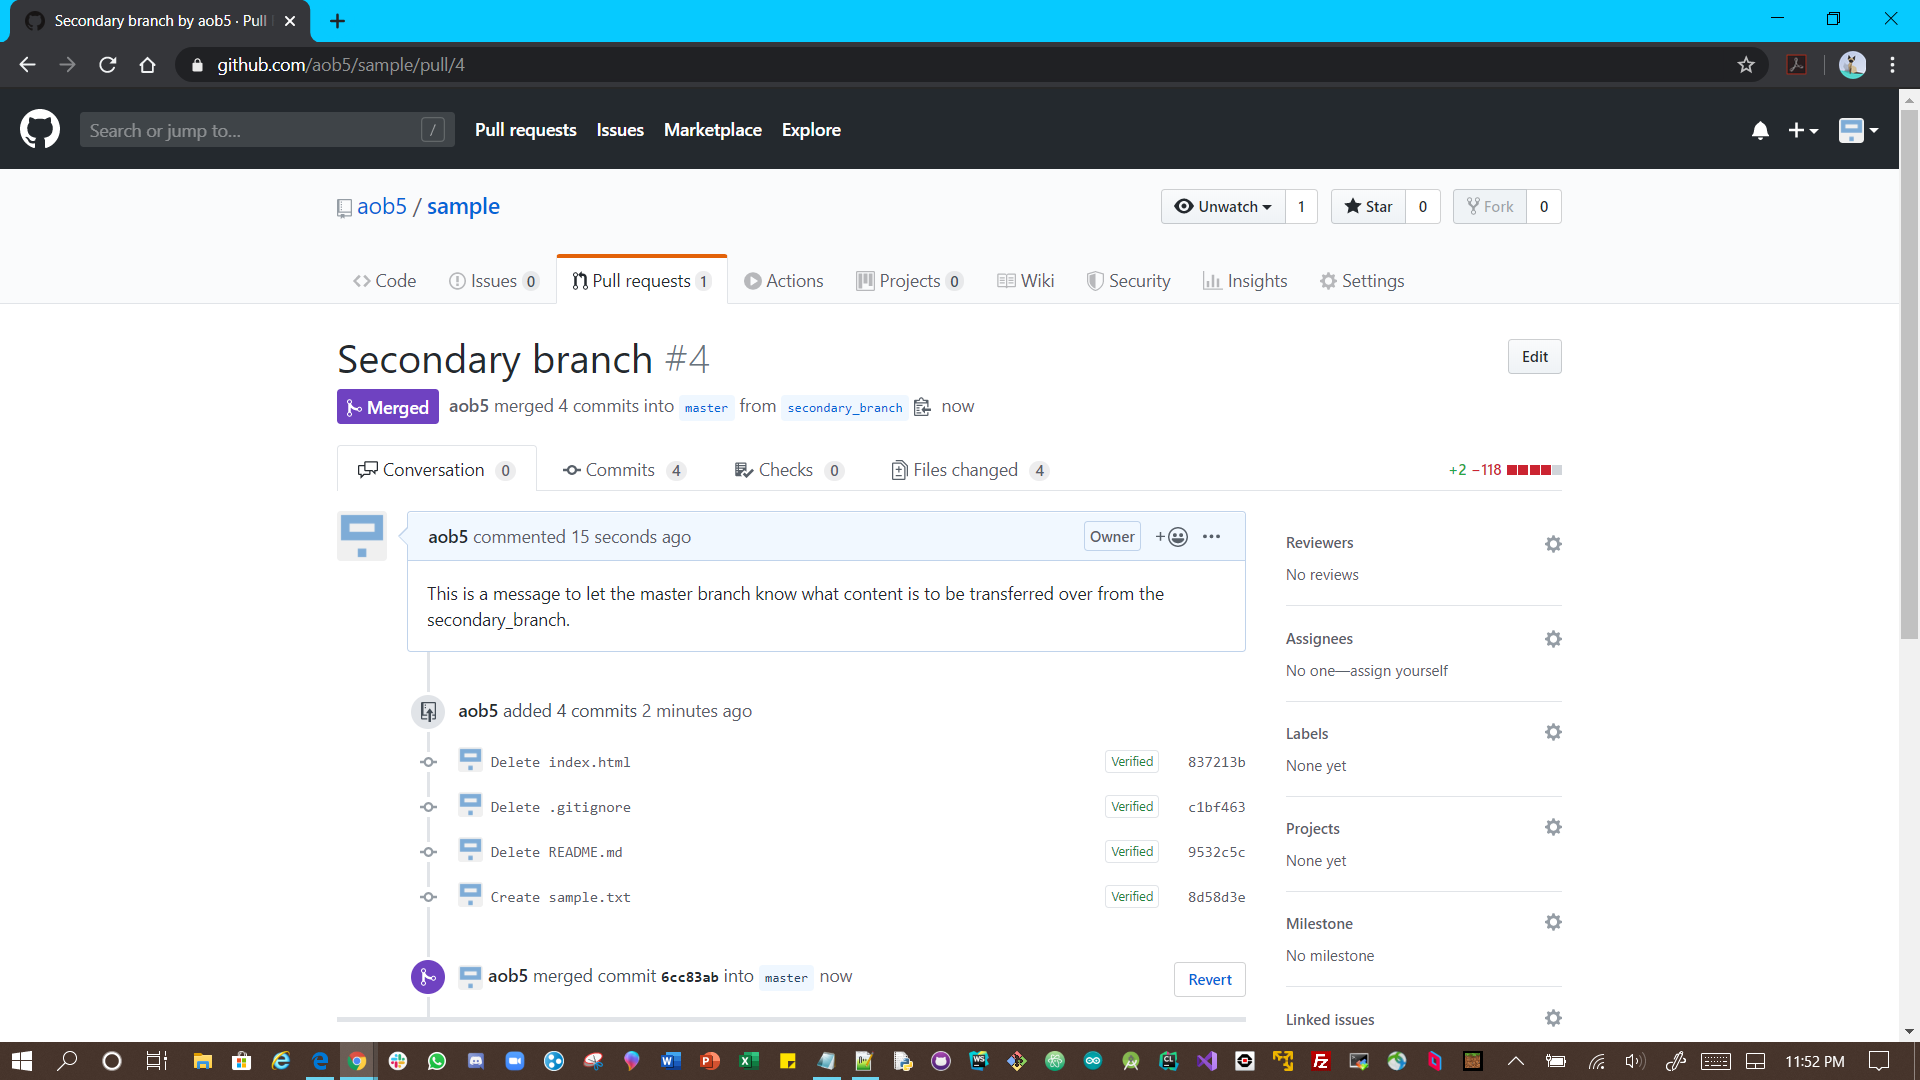 Secondary branch by aob5 · Pull
github.com/aob5/sample/pull/4
Search or jump to...
/
Pull requests
Issues
Marketplace
Explore
aob5 / sample
Unwatch 1
Star 0
Fork 0
Code
Issues 0
Pull requests 1
Actions
Projects 0
Wiki
Security
Insights
Settings
Secondary branch #4
Edit
Merged
aob5 merged 4 commits into master from secondary_branch now
Conversation 0
Commits 4
Checks 0
Files changed 4
+2 −118
aob5 commented 15 seconds ago
Owner
This is a message to let the master branch know what content is to be transferred over from the
secondary_branch.
Reviewers
No reviews
Assignees
No one—assign yourself
aob5 added 4 commits 2 minutes ago
Delete index.html Verified 837213b
Delete .gitignore Verified c1bf463
Delete README.md Verified 9532c5c
Create sample.txt Verified 8d58d3e
Labels
None yet
Projects
None yet
Milestone
No milestone
aob5 merged commit 6cc83ab into master now
Revert
Linked issues
11:52 PM